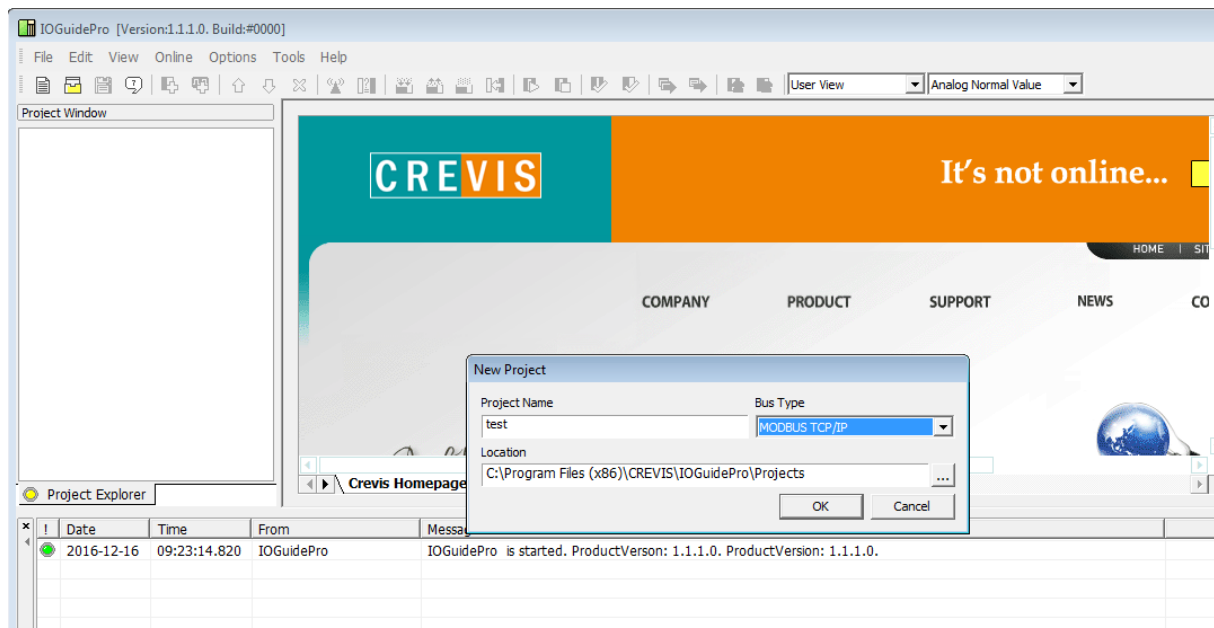 IOGuidePro [Version:1.1.1.0. Build:#0000]
File Edit View Online Options Tools Help
User View Analog Normal Value
Project Window
CREVIS
It's not online...
HOME | SIT
COMPANY PRODUCT SUPPORT NEWS CO
New Project
Project Name Bus Type
test MODBUS TCP/IP
Location
C:\Program Files (x86)\CREVIS\IOGuidePro\Projects ...
OK Cancel
Crevis Homepage
Project Explorer
! Date Time From Messag
2016-12-16 09:23:14.820 IOGuidePro IOGuidePro is started. ProductVerson: 1.1.1.0. ProductVersion: 1.1.1.0.